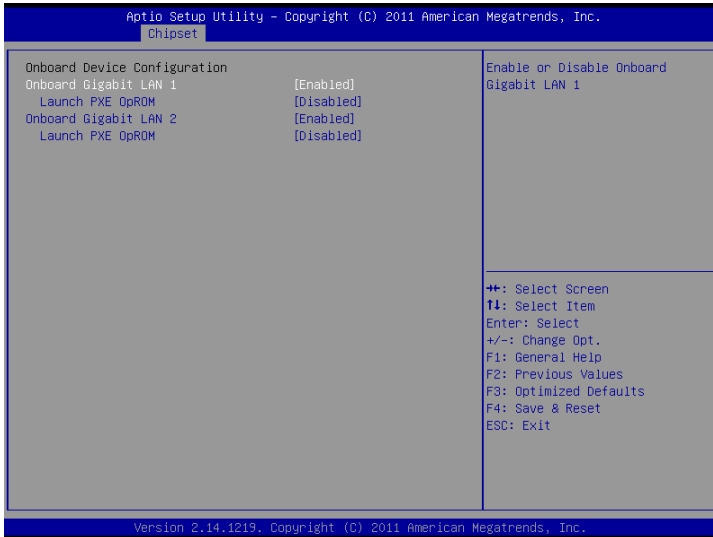 Aptio Setup Utility – Copyright (C) 2011 American Megatrends, Inc.
Chipset
Onboard Device Configuration
Onboard Gigabit LAN 1 [Enabled]
Launch PXE OpROM [Disabled]
Onboard Gigabit LAN 2 [Enabled]
Launch PXE OpROM [Disabled]
Enable or Disable Onboard
Gigabit LAN 1
→←: Select Screen
↑↓: Select Item
Enter: Select
+/-: Change Opt.
F1: General Help
F2: Previous Values
F3: Optimized Defaults
F4: Save & Reset
ESC: Exit
Version 2.14.1219. Copyright (C) 2011 American Megatrends, Inc.